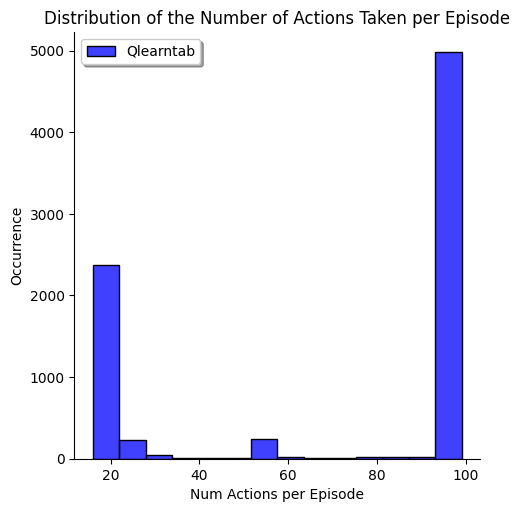 Distribution of the Number of Actions Taken per Episode
Qlearntab
5000
4000
3000
2000
1000
0
Occurrence
20 40 60 80 100
Num Actions per Episode